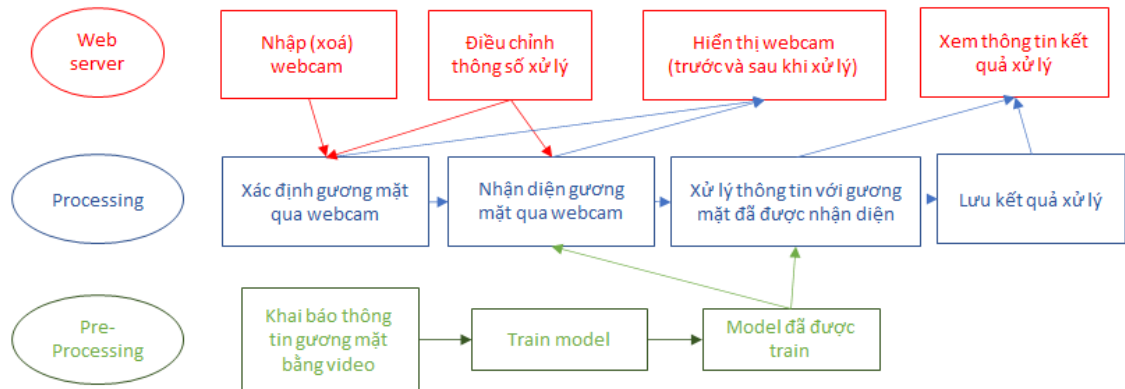 Web
server
Nhập (xoá)
webcam
Điều chỉnh
thông số xử lý
Hiển thị webcam
(trước và sau khi xử lý)
Xem thông tin kết
quả xử lý
Processing
Xác định gương mặt
qua webcam
Nhận diện gương
mặt qua webcam
Xử lý thông tin với gương
mặt đã được nhận diện
Lưu kết quả xử lý
Pre-
Processing
Khai báo thông
tin gương mặt
bằng video
Train model
Model đã được
train